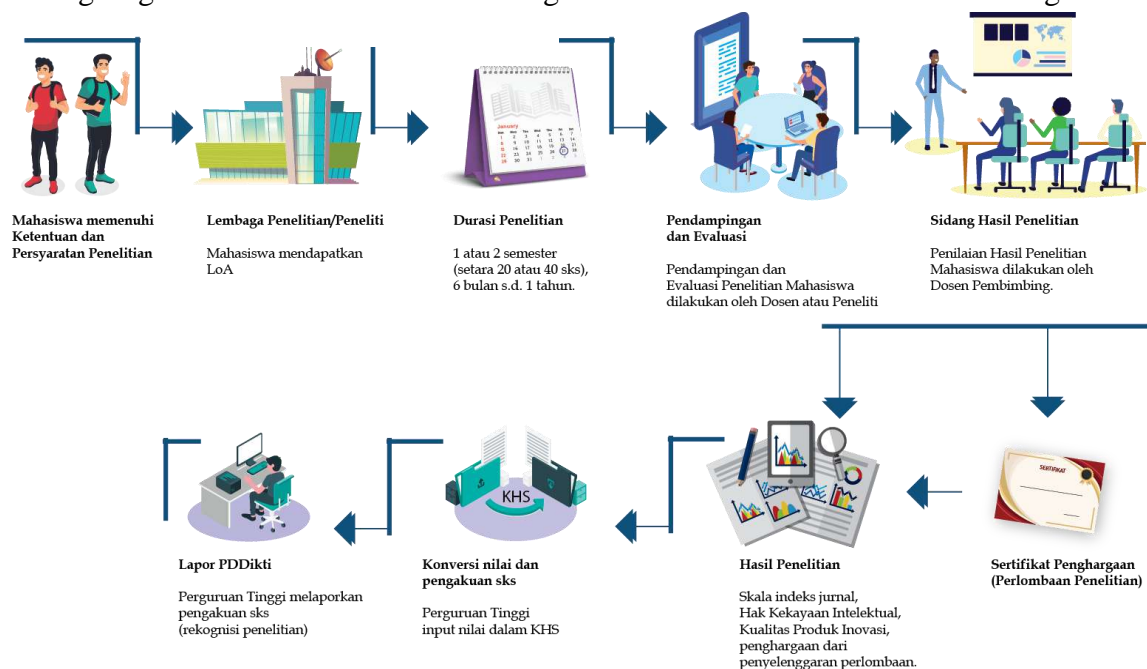 Mahasiswa memenuhi
Ketentuan dan
Persyaratan Penelitian
Lembaga Penelitian/Peneliti
Mahasiswa mendapatkan
LoA
January
Durasi Penelitian
1 atau 2 semester
(setara 20 atau 40 sks),
6 bulan s.d. 1 tahun.
Pendampingan
dan Evaluasi
Pendampingan dan
Evaluasi Penelitian Mahasiswa
dilakukan oleh Dosen atau Peneliti
Sidang Hasil Penelitian
Penilaian Hasil Penelitian
Mahasiswa dilakukan oleh
Dosen Pembimbing.
SERTIFIKAT
Sertifikat Penghargaan
(Perlombaan Penelitian)
Hasil Penelitian
Skala indeks jurnal,
Hak Kekayaan Intelektual,
Kualitas Produk Inovasi,
penghargaan dari
penyelenggaran perlombaan.
KHS
Konversi nilai dan
pengakuan sks
Perguruan Tinggi
input nilai dalam KHS
Lapor PDDikti
Perguruan Tinggi melaporkan
pengakuan sks
(rekognisi penelitian)